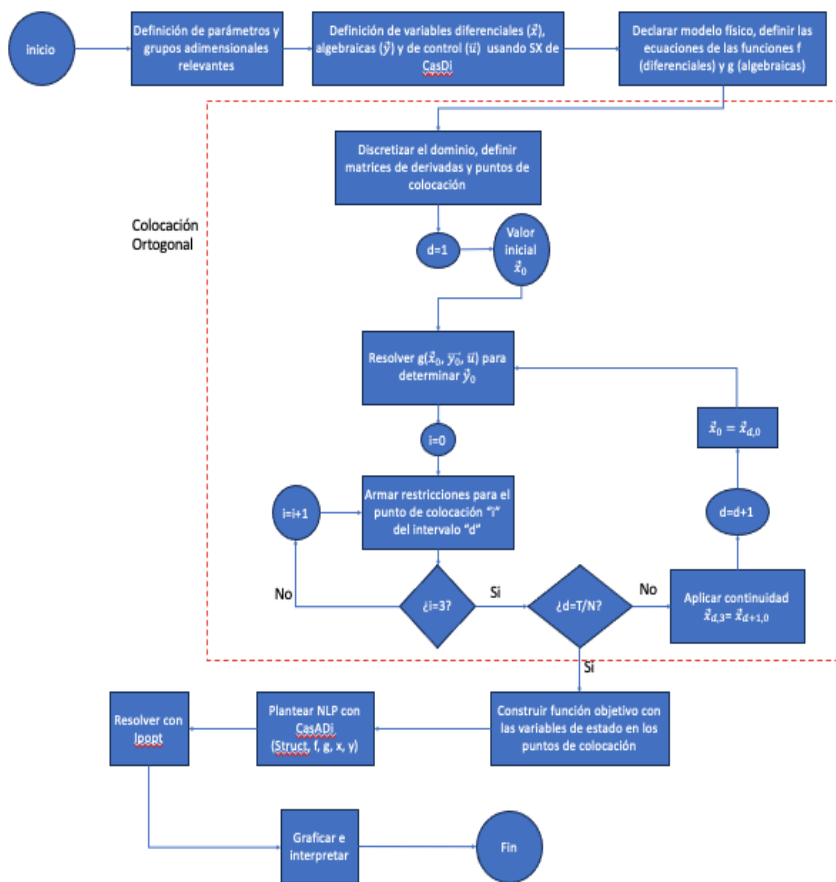 inicio
Definición de parámetros y
grupos adimensionales
relevantes
Definición de variables diferenciales (x⃗),
algebraicas (y⃗) y de control (u⃗) usando SX de
CasDi
Declarar modelo físico, definir las
ecuaciones de las funciones f
(diferenciales) y g (algebraicas)
Colocación
Ortogonal
Discretizar el dominio, definir
matrices de derivadas y puntos de
colocación
d=1
Valor
inicial
x⃗₀
Resolver g(x⃗₀, y⃗₀, u⃗) para
determinar y⃗₀
i=0
i=i+1
Armar restricciones para el
punto de colocación “i”
del intervalo “d”
¿i=3?
No
Si
¿d=T/N?
No
Si
Aplicar continuidad
x⃗d,3= x⃗d+1,0
d=d+1
x⃗₀ = x⃗d,0
Construir función objetivo con
las variables de estado en los
puntos de colocación
Plantear NLP con
CasADi
(Struct, f, g, x, y)
Resolver con
Ipopt
Graficar e
interpretar
Fin